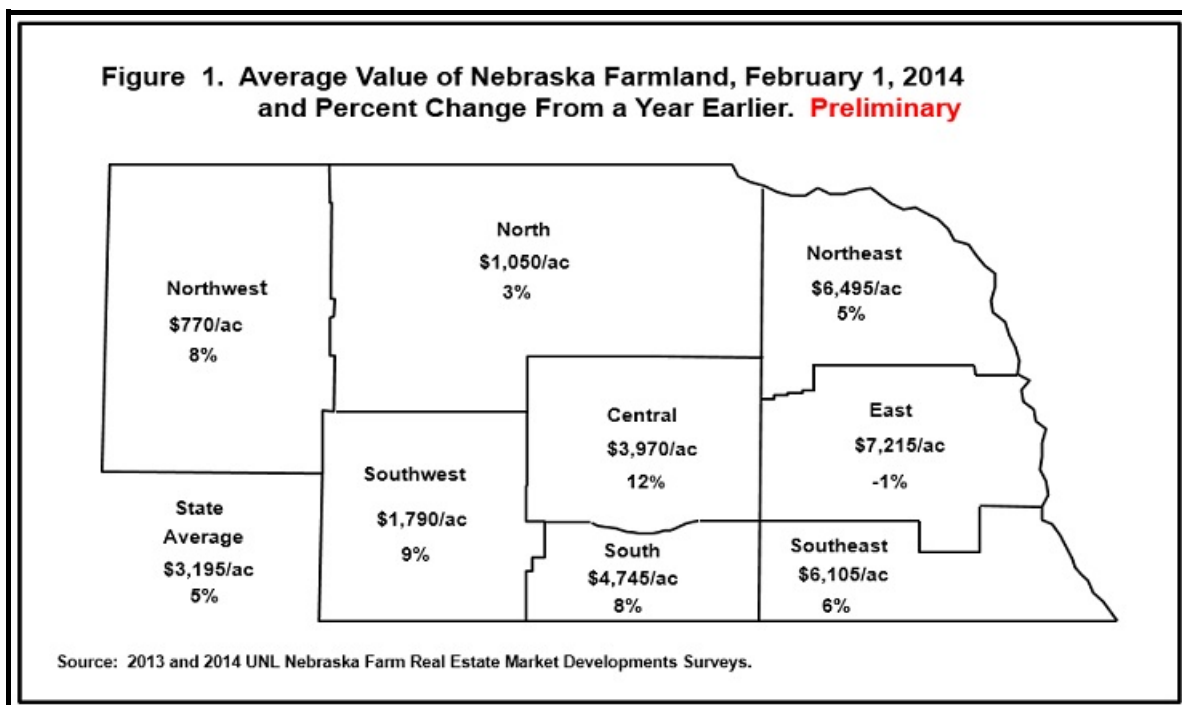 Figure 1. Average Value of Nebraska Farmland, February 1, 2014
and Percent Change From a Year Earlier. Preliminary
North
$1,050/ac
3%
Northeast
$6,495/ac
5%
Northwest
$770/ac
8%
Central
$3,970/ac
12%
East
$7,215/ac
-1%
Southwest
$1,790/ac
9%
State
Average
$3,195/ac
5%
South
$4,745/ac
8%
Southeast
$6,105/ac
6%
Source: 2013 and 2014 UNL Nebraska Farm Real Estate Market Developments Surveys.